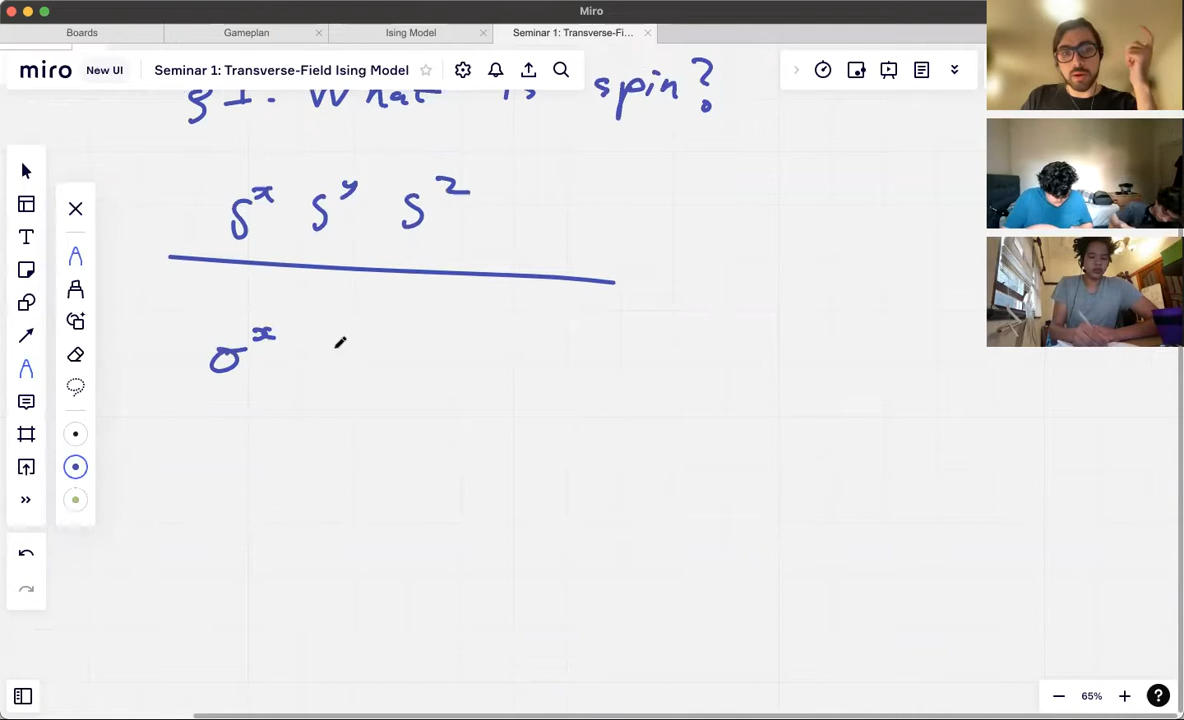 Miro
Boards
Gameplan
Ising Model
Seminar 1: Transverse-Fi...
miro
New UI
Seminar 1: Transverse-Field Ising Model
§1. What is spin?
S^x S^y S^z
σ^x
65%